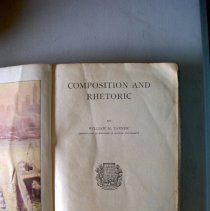 COMPOSITION AND
RHETORIC
BY
WILLIAM M. TANNER